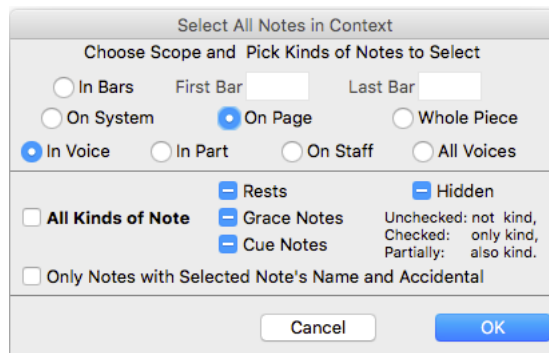 Select All Notes in Context
Choose Scope and Pick Kinds of Notes to Select
In Bars First Bar Last Bar
On System On Page Whole Piece
In Voice In Part On Staff All Voices
Rests Hidden
All Kinds of Note Grace Notes Unchecked: not kind,
Cue Notes Checked: only kind,
Partially: also kind.
Only Notes with Selected Note's Name and Accidental
Cancel OK